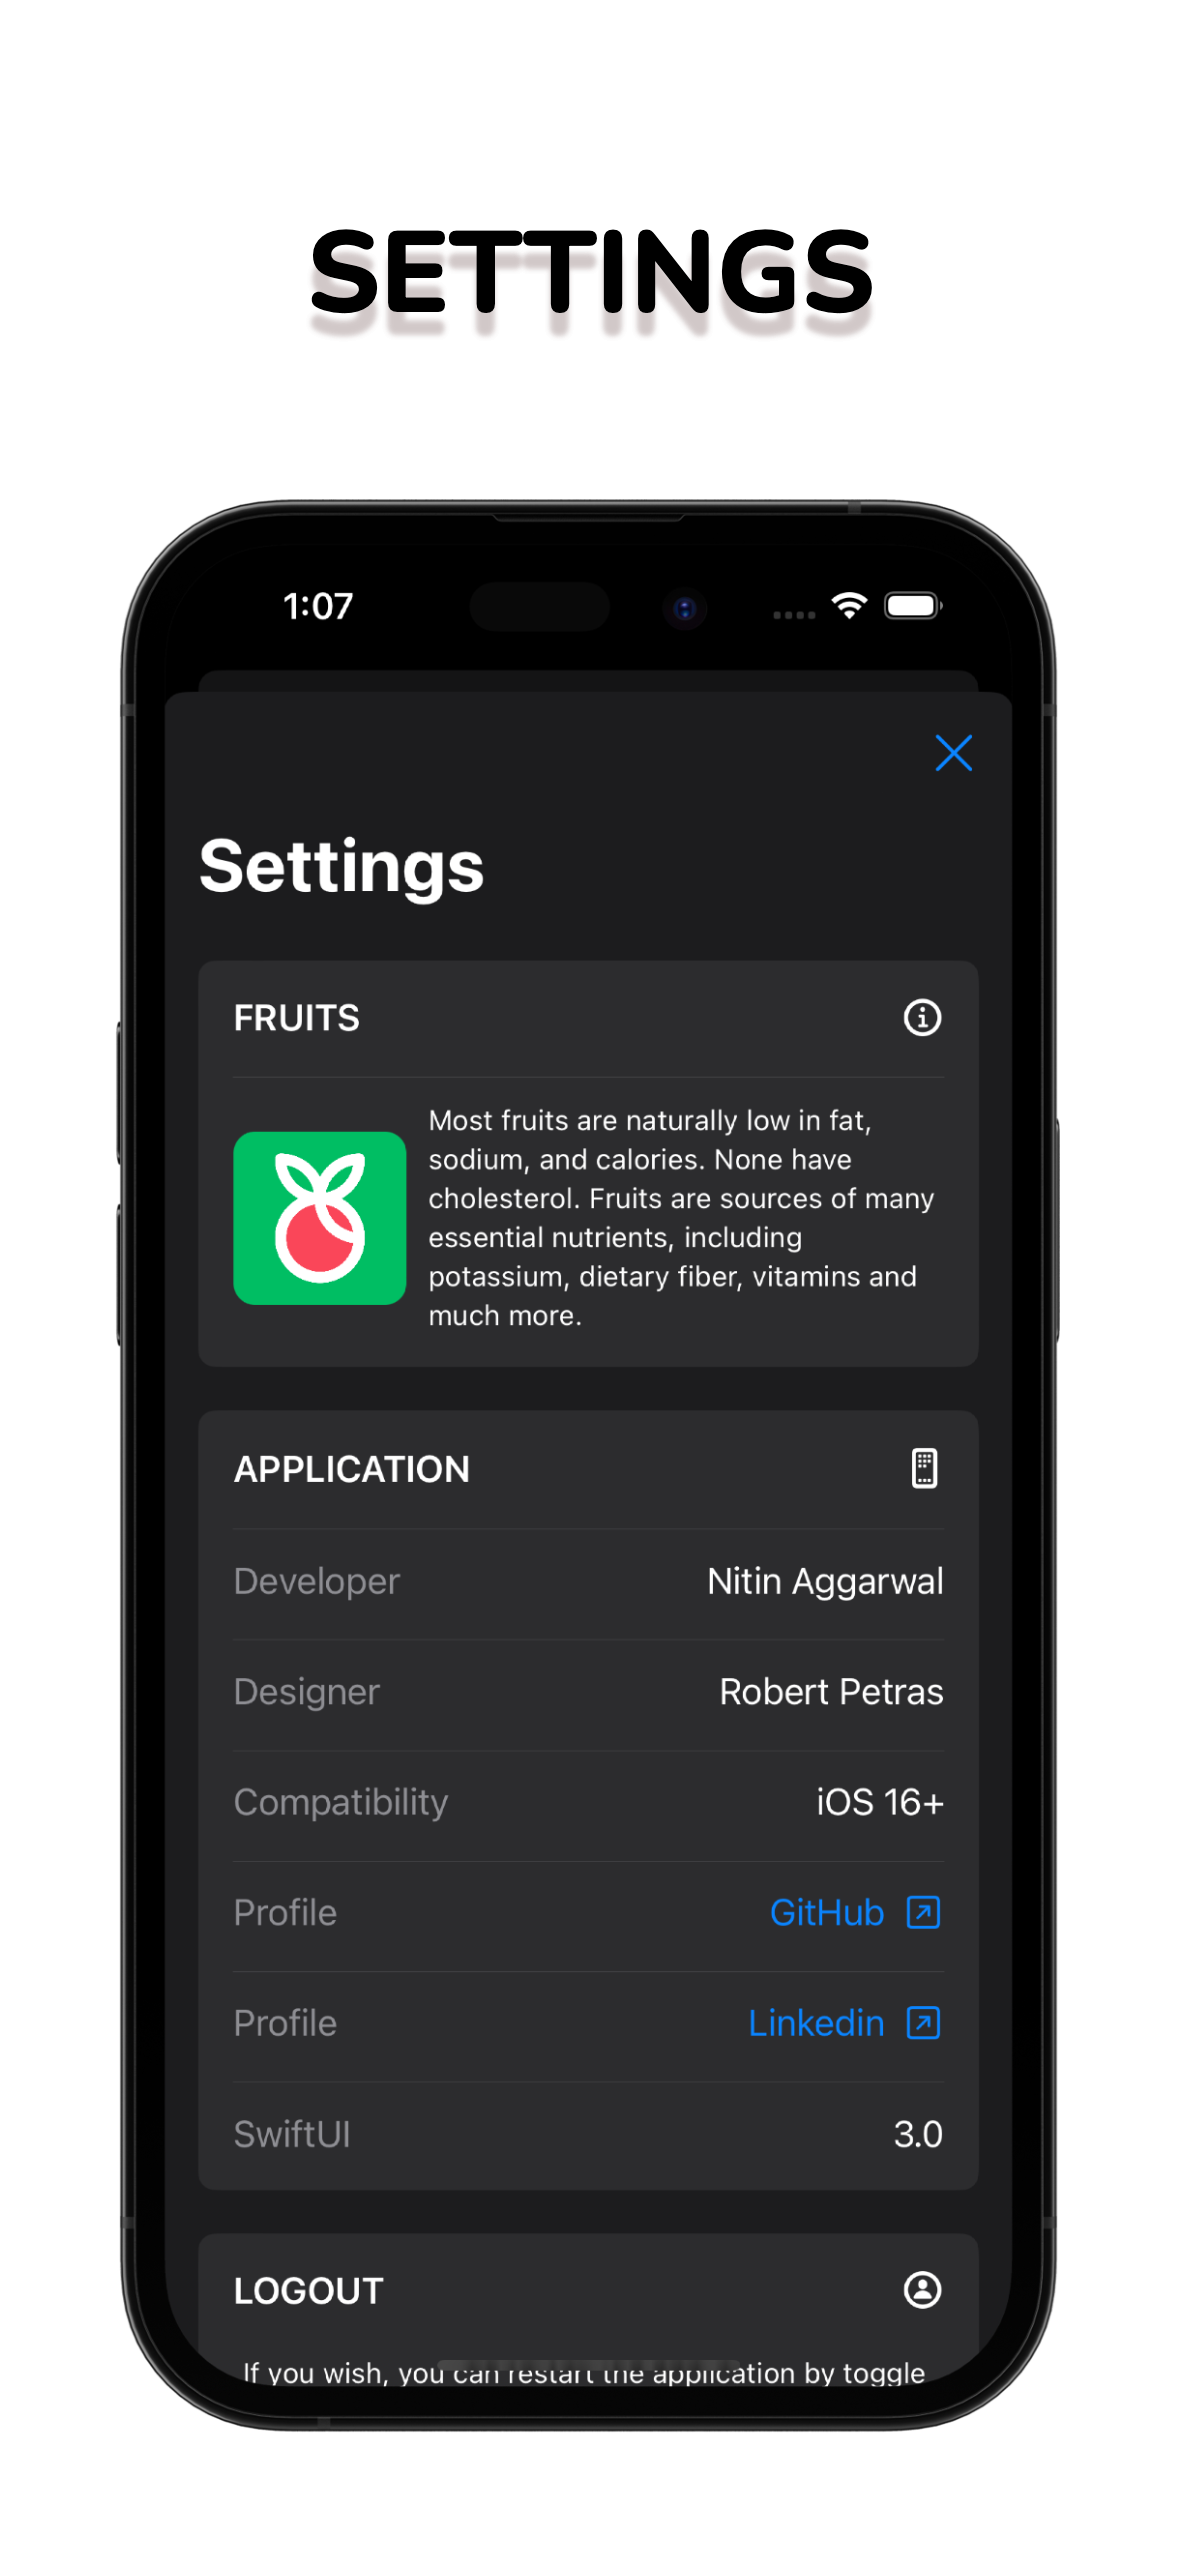 SETTINGS
1:07
Settings
FRUITS
Most fruits are naturally low in fat,
sodium, and calories. None have
cholesterol. Fruits are sources of many
essential nutrients, including
potassium, dietary fiber, vitamins and
much more.
APPLICATION
Developer Nitin Aggarwal
Designer Robert Petras
Compatibility iOS 16+
Profile GitHub
Profile Linkedin
SwiftUI 3.0
LOGOUT
If you wish, you can restart the application by toggle